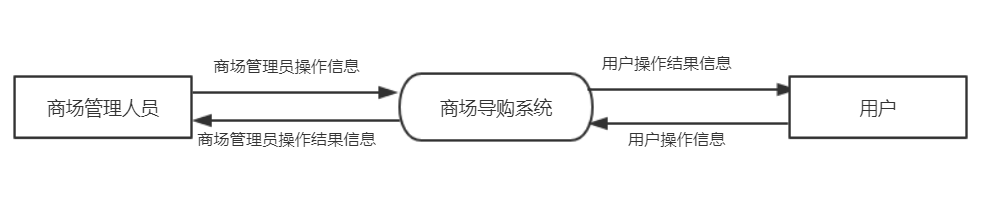 用户操作结果信息
商场管理员操作信息
商场管理人员
商场导购系统
用户
商场管理员操作结果信息
用户操作信息